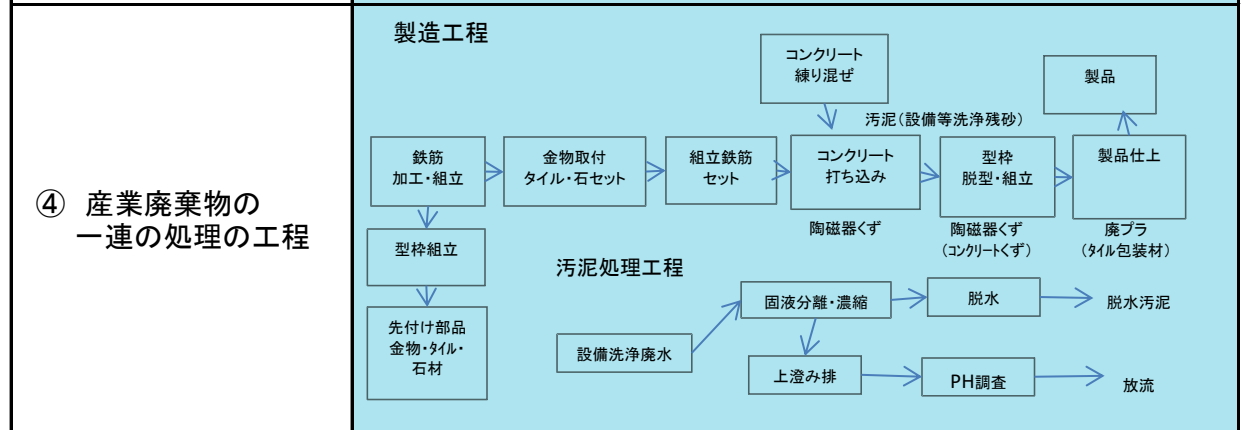 ④ 産業廃棄物の
一連の処理の工程
製造工程
コンクリート
練り混ぜ
製品
汚泥(設備等洗浄残砂)
鉄筋
加工・組立
金物取付
タイル・石セット
組立鉄筋
セット
コンクリート
打ち込み
型枠
脱型・組立
製品仕上
陶磁器くず
陶磁器くず
(コンクリートくず)
廃プラ
(タイル包装材)
型枠組立
先付け部品
金物・タイル・
石材
汚泥処理工程
設備洗浄廃水
固液分離・濃縮
脱水
脱水汚泥
上澄み排
PH調査
放流